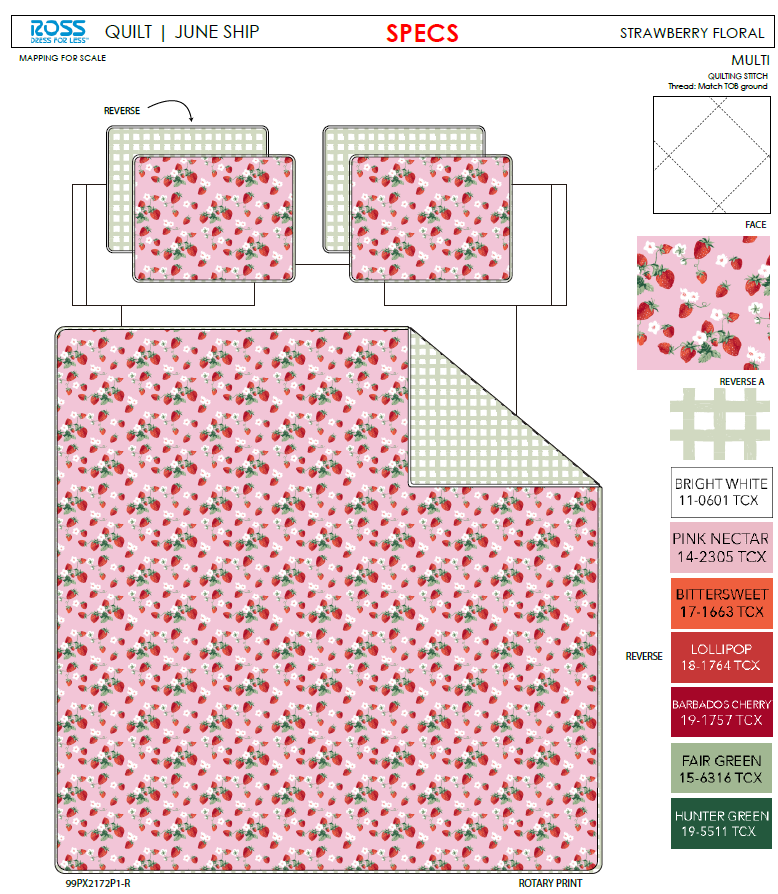 ROSS
DRESS FOR LESS
QUILT | JUNE SHIP
SPECS
STRAWBERRY FLORAL
MAPPING FOR SCALE
MULTI
QUILTING STITCH
Thread: Match TOB ground
REVERSE
FACE
REVERSE A
BRIGHT WHITE
11-0601 TCX
PINK NECTAR
14-2305 TCX
BITTERSWEET
17-1663 TCX
REVERSE
LOLLIPOP
18-1764 TCX
BARBADOS CHERRY
19-1757 TCX
FAIR GREEN
15-6316 TCX
HUNTER GREEN
19-5511 TCX
99PX2172P1-R
ROTARY PRINT